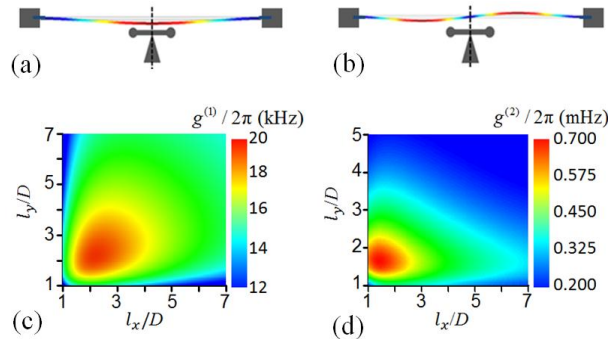 (a)
(b)
g⁽¹⁾ / 2π (kHz)
7
5
3
1
l_y/D
20
18
16
14
12
1 3 5 7
l_x/D
(c)
g⁽²⁾ / 2π (mHz)
5
4
3
2
1
l_y/D
0.700
0.575
0.450
0.325
0.200
1 3 5 7
l_x/D
(d)